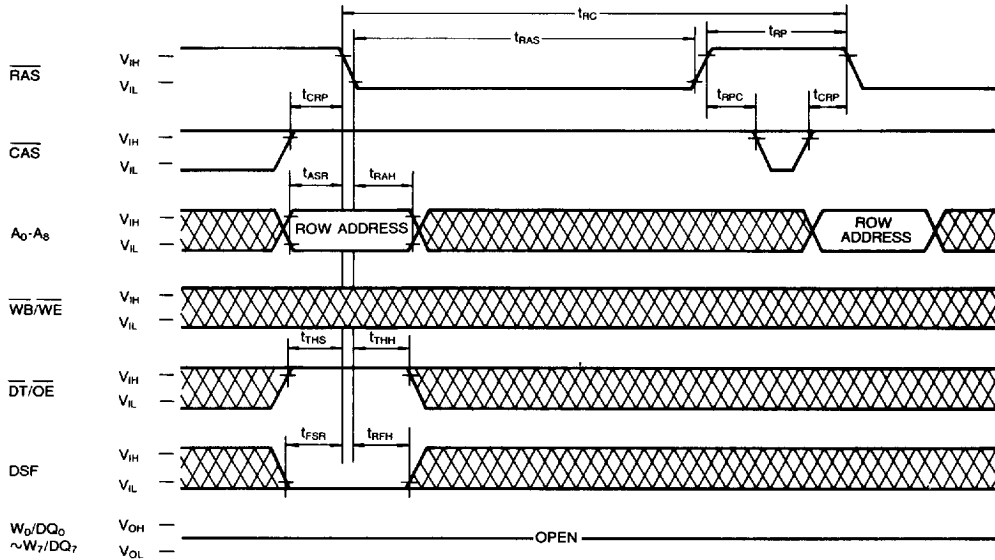 tRC
tRAS
tRP
RAS
VIH
VIL
tCRP
tRPC
tCRP
CAS
VIH
VIL
tASR
tRAH
A0-A8
VIH
VIL
ROW ADDRESS
ROW
ADDRESS
WB/WE
VIH
VIL
tTHS
tTHH
DT/OE
VIH
VIL
tFSR
tRFH
DSF
VIH
VIL
W0/DQ0
~W7/DQ7
VOH
VOL
OPEN